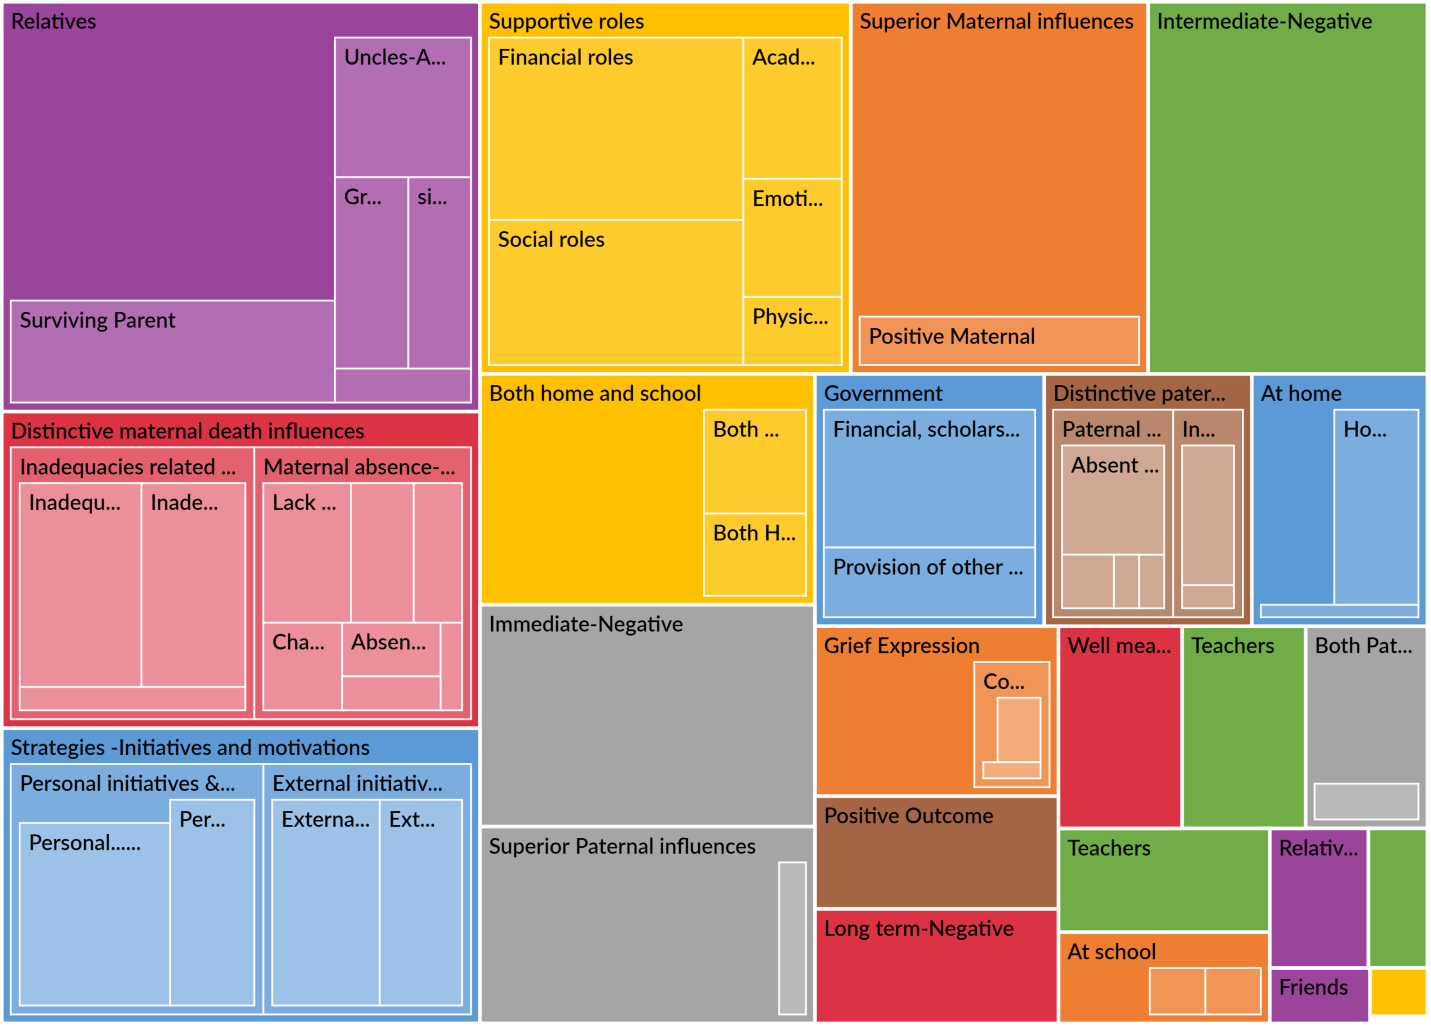 Relatives
Uncles-A...
Gr...
si...
Surviving Parent
Supportive roles
Financial roles
Acad...
Emoti...
Social roles
Physic...
Superior Maternal influences
Positive Maternal
Intermediate-Negative
Distinctive maternal death influences
Inadequacies related ...
Maternal absence-...
Inadequ...
Inade...
Lack ...
Cha...
Absen...
Strategies -Initiatives and motivations
Personal initiatives &...
External initiativ...
Personal......
Per...
Externa...
Ext...
Both home and school
Both ...
Both H...
Immediate-Negative
Superior Paternal influences
Government
Financial, scholars...
Provision of other ...
Distinctive pater...
Paternal ...
In...
Absent ...
At home
Ho...
Grief Expression
Co...
Positive Outcome
Long term-Negative
Well mea...
Teachers
Both Pat...
Teachers
Relativ...
At school
Friends